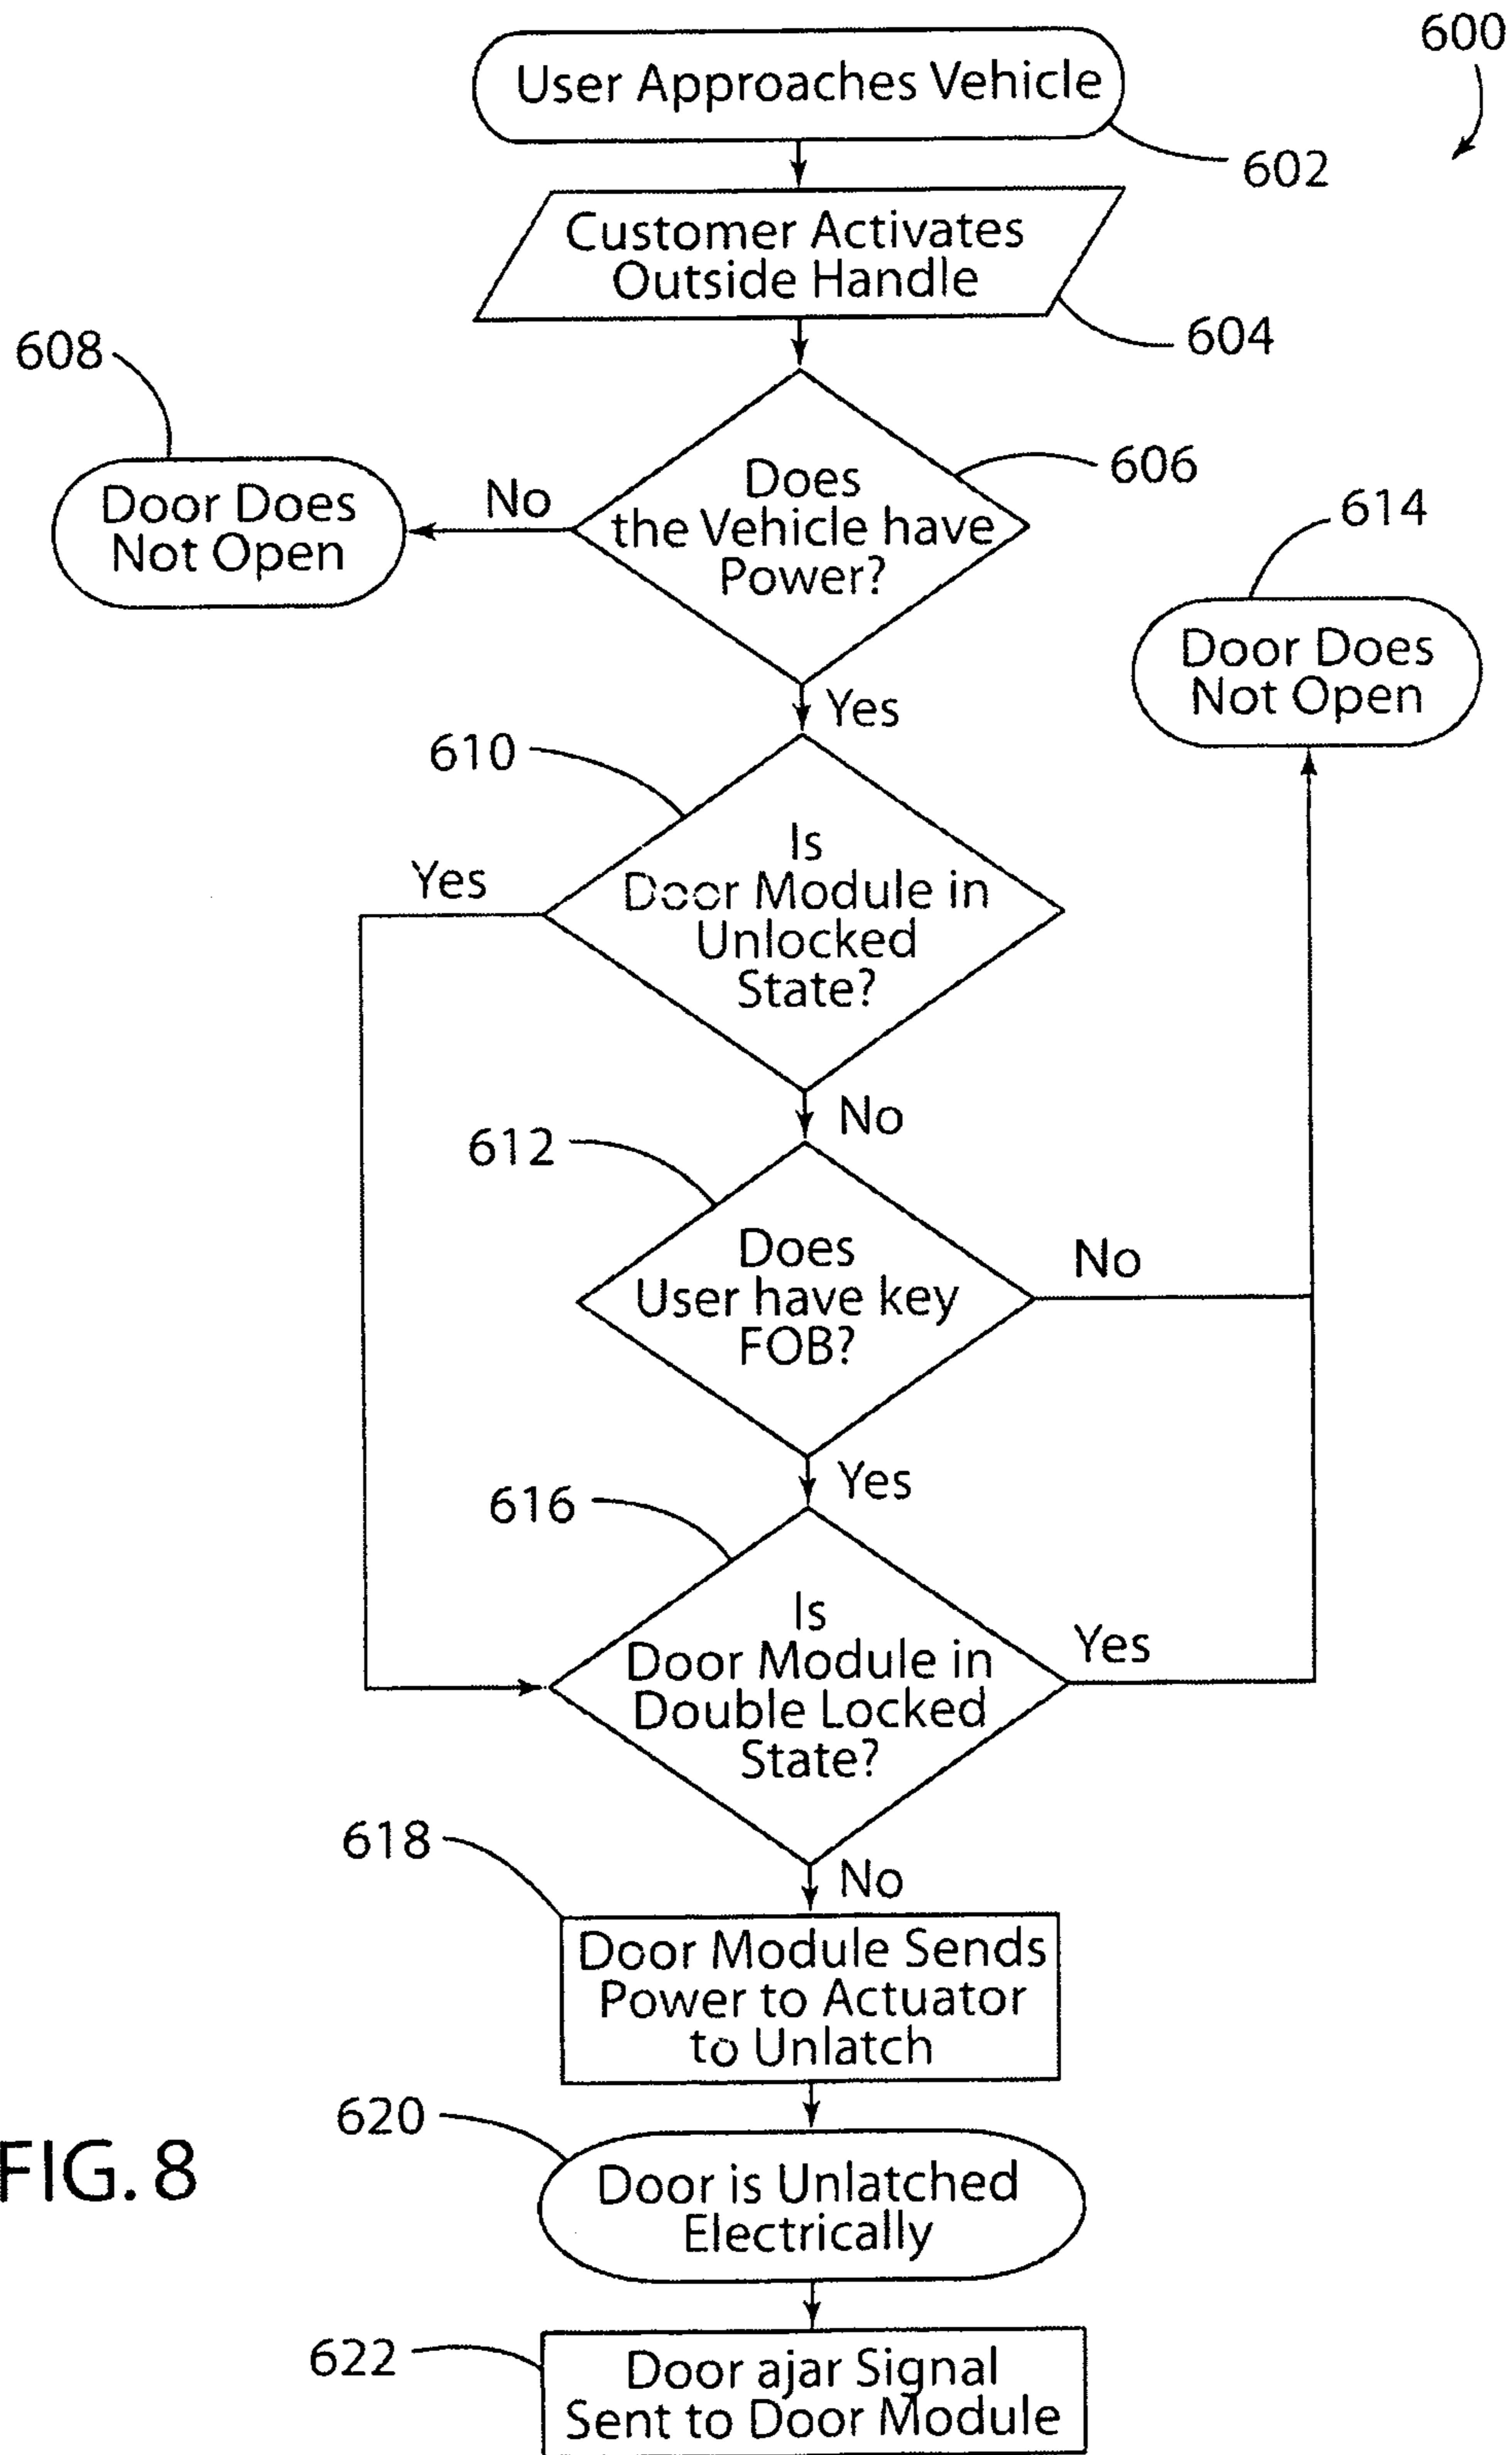 600
User Approaches Vehicle
602
Customer Activates
Outside Handle
604
608
606
Does
the Vehicle have
Power?
No
Door Does
Not Open
614
Door Does
Not Open
Yes
610
Is
Door Module in
Unlocked
State?
Yes
No
612
Does
User have key
FOB?
No
Yes
616
Is
Door Module in
Double Locked
State?
Yes
No
618
Door Module Sends
Power to Actuator
to Unlatch
620
Door is Unlatched
Electrically
FIG. 8
622
Door ajar Signal
Sent to Door Module